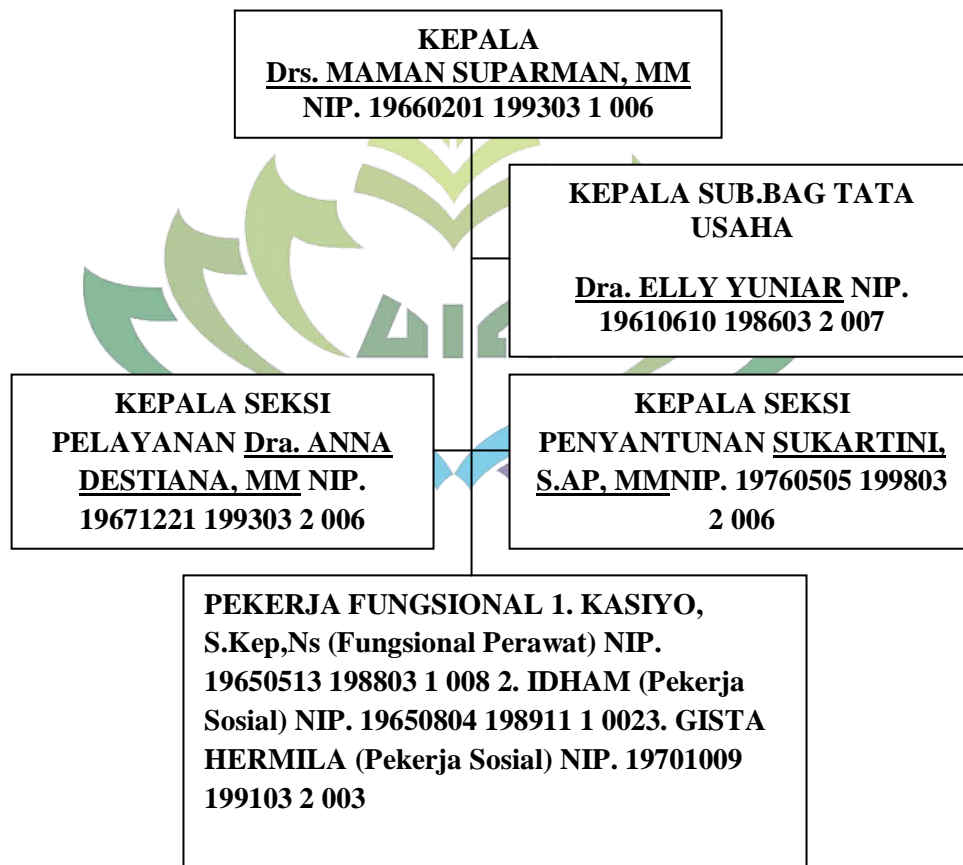 KEPALA
Drs. MAMAN SUPARMAN, MM
NIP. 19660201 199303 1 006
KEPALA SUB.BAG TATA
USAHA
Dra. ELLY YUNIAR NIP.
19610610 198603 2 007
KEPALA SEKSI
PELAYANAN Dra. ANNA
DESTIANA, MM NIP.
19671221 199303 2 006
KEPALA SEKSI
PENYANTUNAN SUKARTINI,
S.AP, MMNIP. 19760505 199803
2 006
PEKERJA FUNGSIONAL 1. KASIYO,
S.Kep,Ns (Fungsional Perawat) NIP.
19650513 198803 1 008 2. IDHAM (Pekerja
Sosial) NIP. 19650804 198911 1 0023. GISTA
HERMILA (Pekerja Sosial) NIP. 19701009
199103 2 003